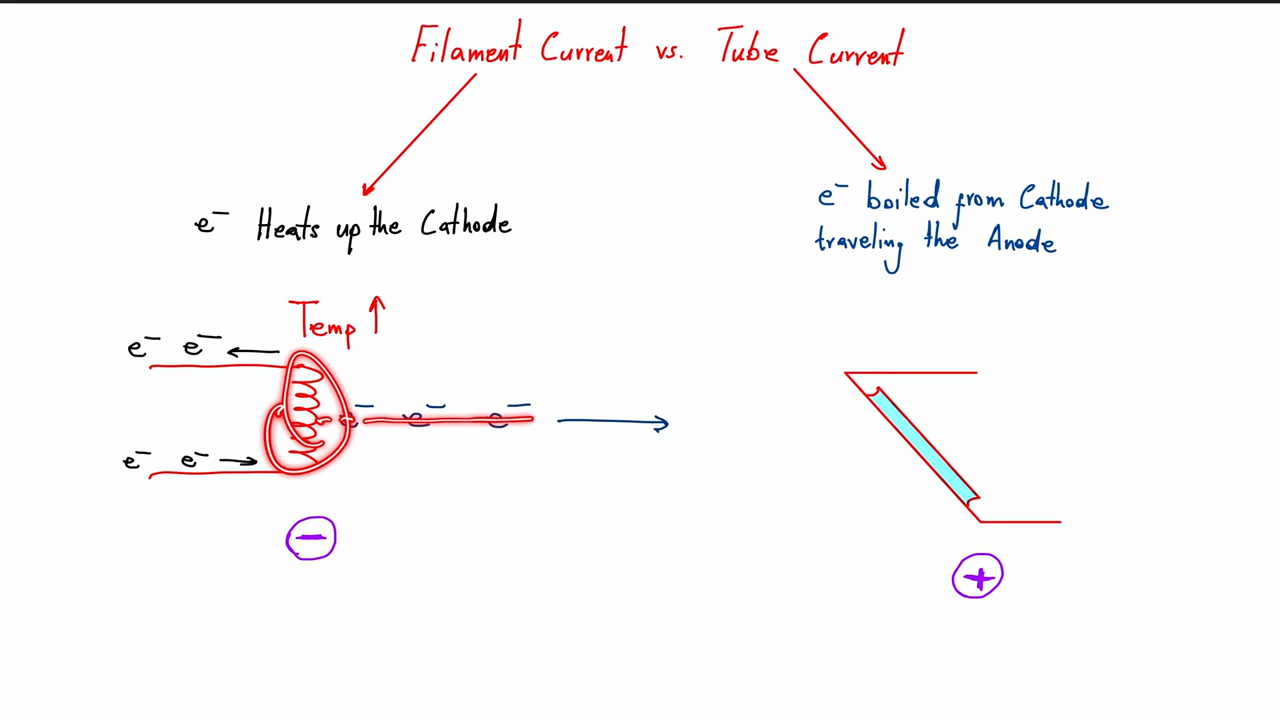 Filament Current vs. Tube Current
e⁻ Heats up the Cathode
e⁻ boiled from Cathode
traveling the Anode
Temp ↑
e⁻ e⁻ ←
e⁻ e⁻ e⁻ →
e⁻ e⁻ →
−
+